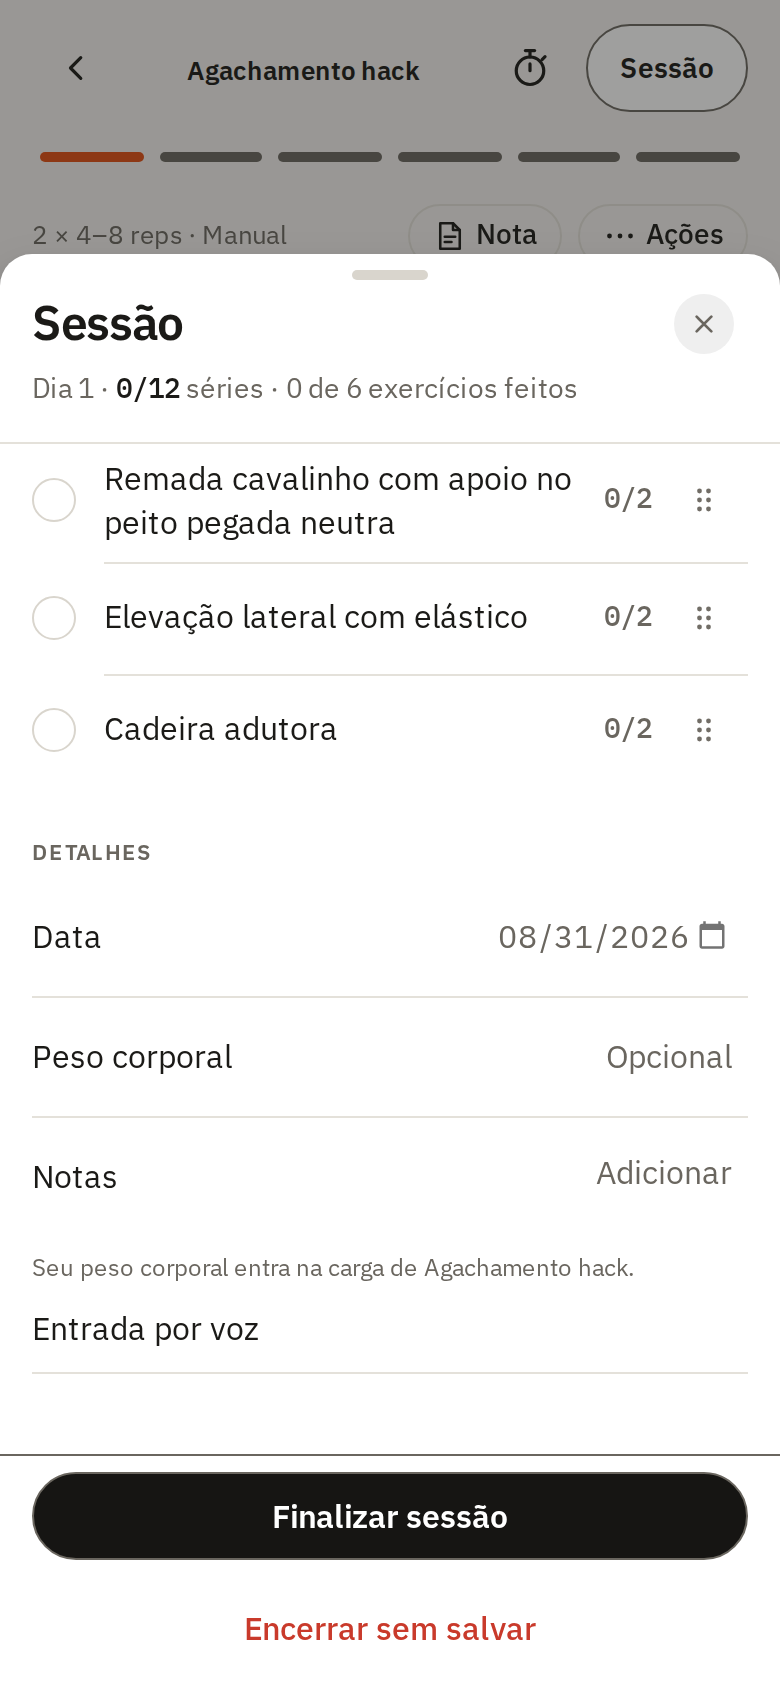 Agachamento hack
Sessão
2 × 4–8 reps · Manual
Nota
Ações
Sessão
Dia 1 · 0/12 séries · 0 de 6 exercícios feitos
Remada cavalinho com apoio no
peito pegada neutra
0/2
Elevação lateral com elástico
0/2
Cadeira adutora
0/2
DETALHES
Data
08/31/2026
Peso corporal
Opcional
Notas
Adicionar
Seu peso corporal entra na carga de Agachamento hack.
Entrada por voz
Finalizar sessão
Encerrar sem salvar